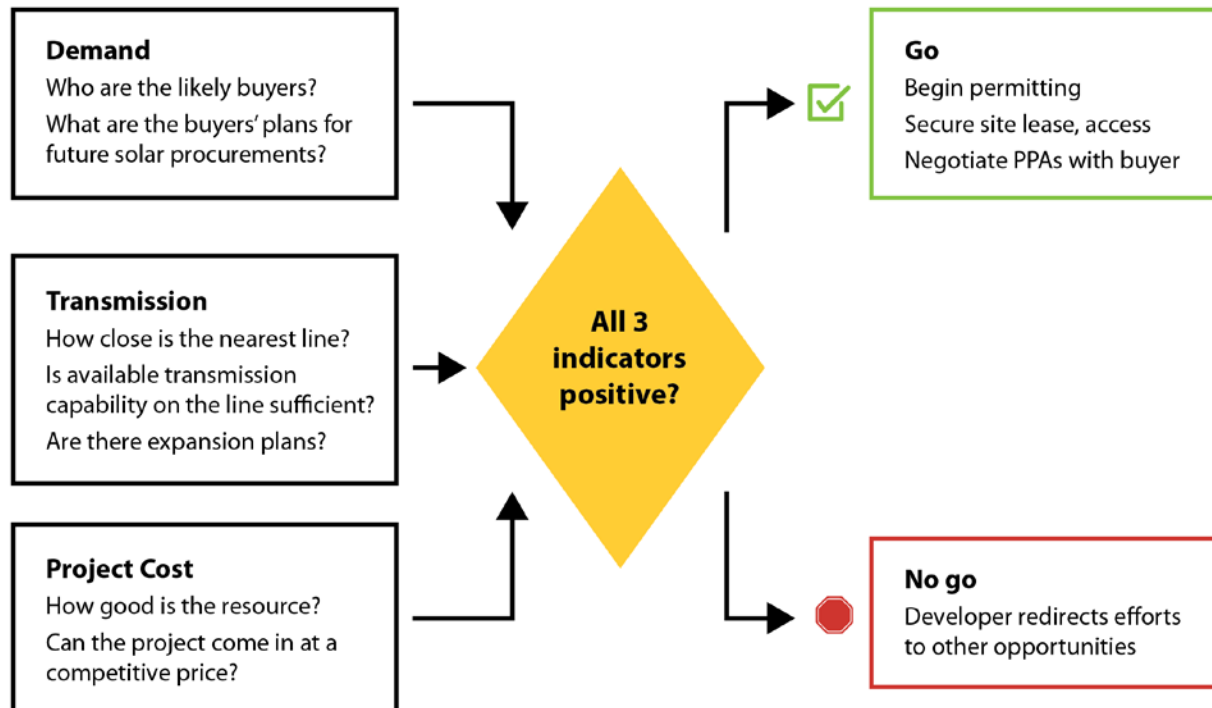 Demand
Who are the likely buyers?
What are the buyers' plans for
future solar procurements?
Transmission
How close is the nearest line?
Is available transmission
capability on the line sufficient?
Are there expansion plans?
Project Cost
How good is the resource?
Can the project come in at a
competitive price?
All 3
indicators
positive?
Go
Begin permitting
Secure site lease, access
Negotiate PPAs with buyer
No go
Developer redirects efforts
to other opportunities